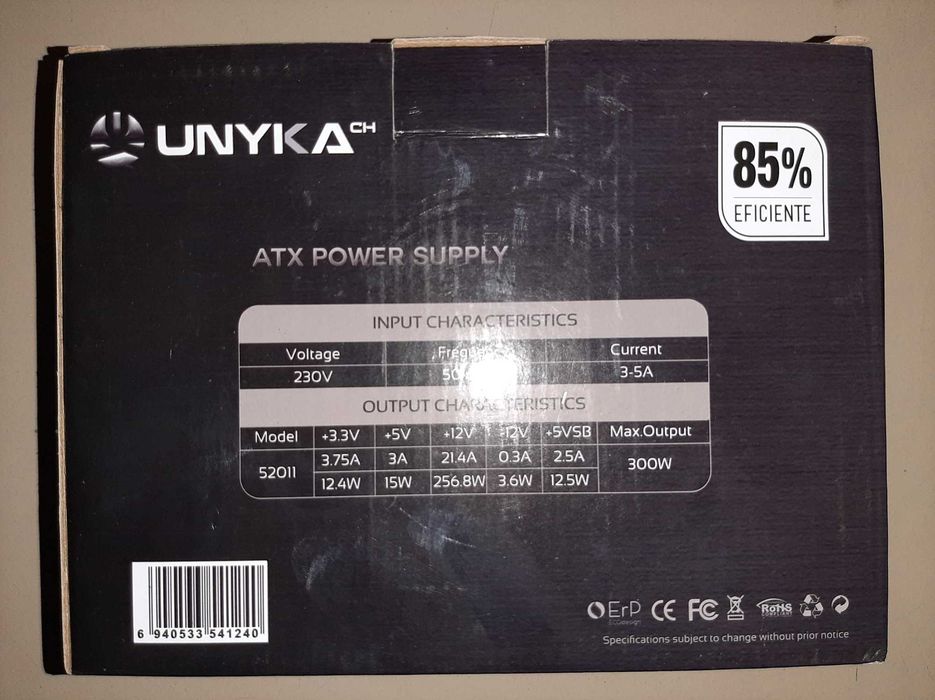 UNYKA CH
85%
EFICIENTE
ATX POWER SUPPLY
INPUT CHARACTERISTICS
Voltage Current
230V 3-5A
OUTPUT CHARACTERISTICS
Model +3.3V +5V +12V -12V +5VSB Max.Output
52011 3.75A 3A 21.4A 0.3A 2.5A 300W
12.4W 15W 256.8W 3.6W 12.5W
6 940533 541240
ErP CE FC RoHS
COMPLIANT
Specifications subject to change without prior notice